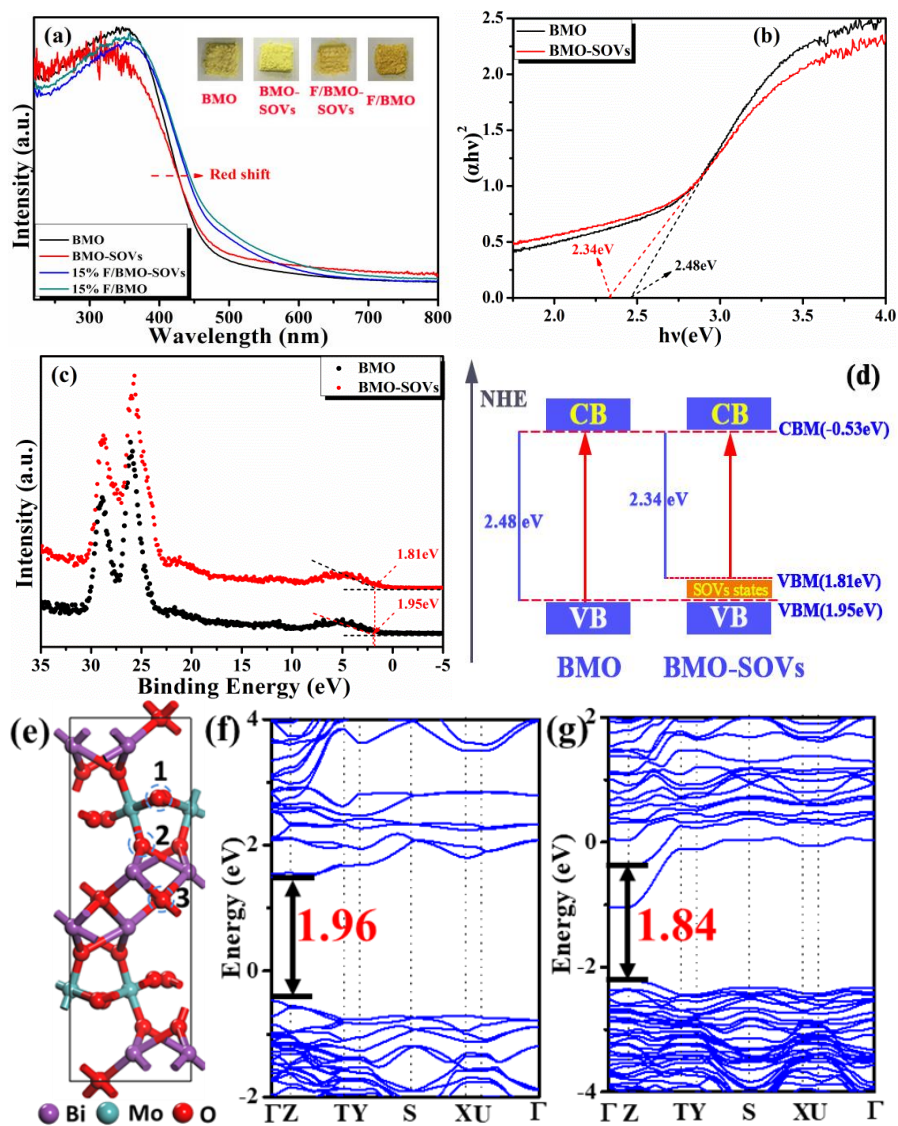 (a)
BMO
BMO-SOVs
F/BMO-SOVs
F/BMO
Red shift
BMO
BMO-SOVs
15% F/BMO-SOVs
15% F/BMO
Intensity (a.u.)
300 400 500 600 700 800
Wavelength (nm)
(b)
BMO
BMO-SOVs
2.34eV
2.48eV
(αhν)²
2.5
2.0
1.5
1.0
0.5
0.0
2.0 2.5 3.0 3.5 4.0
hν(eV)
(c)
BMO
BMO-SOVs
1.81eV
1.95eV
Intensity (a.u.)
35 30 25 20 15 10 5 0 -5
Binding Energy (eV)
(d)
NHE
CB CB
CBM(-0.53eV)
2.48 eV
2.34 eV
VBM(1.81eV)
SOVs states
VBM(1.95eV)
VB VB
BMO BMO-SOVs
(e)
1
2
3
Bi Mo O
(f)
Energy (eV)
4
2
0
-2
1.96
Γ Z T Y S X U Γ
(g)
Energy (eV)
2
0
-2
-4
1.84
Γ Z T Y S X U Γ